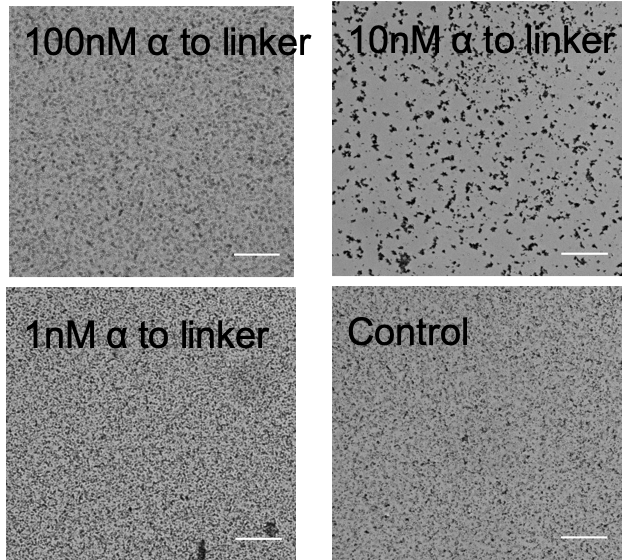 100nM α to linker
10nM α to linker
1nM α to linker
Control